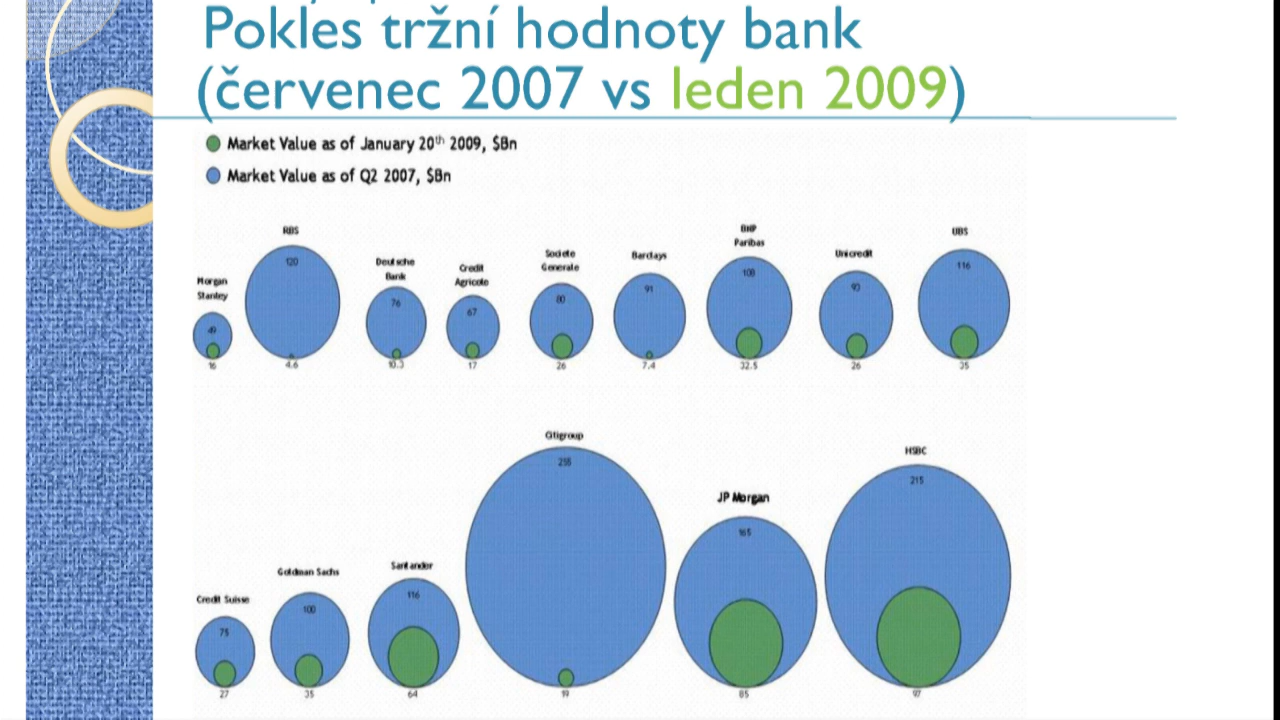 Pokles tržní hodnoty bank
(červenec 2007 vs leden 2009)
Market Value as of January 20th 2009, $Bn
Market Value as of Q2 2007, $Bn
Morgan
Stanley
49
16
RBS
120
4.6
Deutsche
Bank
76
10.3
Credit
Agricole
67
17
Societe
Generale
80
26
Barclays
91
7.4
BNP
Paribas
108
32.5
Unicredit
93
26
UBS
116
35
Credit Suisse
75
27
Goldman Sachs
100
35
Santander
116
64
Citigroup
255
19
JP Morgan
165
85
HSBC
215
97